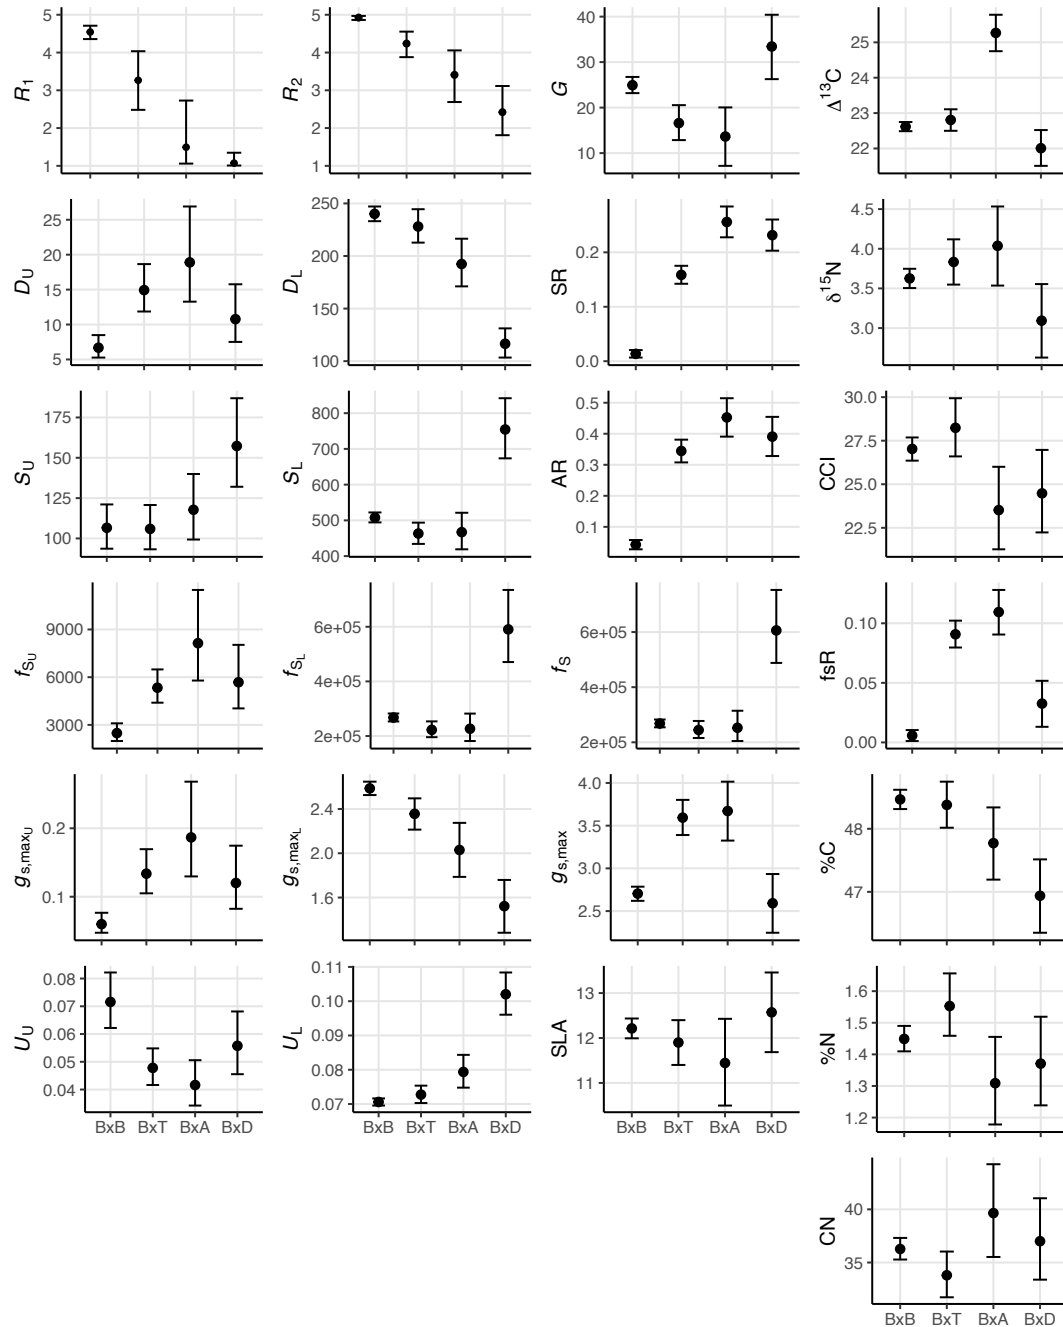 R1
5
4
3
2
1
R2
5
4
3
2
1
G
40
30
20
10
Δ13C
25
24
23
22
DU
25
20
15
10
5
DL
250
200
150
100
SR
0.2
0.1
0.0
δ15N
4.5
4.0
3.5
3.0
SU
175
150
125
100
SL
800
700
600
500
400
AR
0.5
0.4
0.3
0.2
0.1
CCI
30.0
27.5
25.0
22.5
fSU
9000
6000
3000
fSL
6e+05
4e+05
2e+05
fS
6e+05
4e+05
2e+05
fsR
0.10
0.05
0.00
gs,maxU
0.2
0.1
gs,maxL
2.4
2.0
1.6
gs,max
4.0
3.5
3.0
2.5
%C
48
47
UU
0.08
0.07
0.06
0.05
0.04
BxB BxT BxA BxD
UL
0.11
0.10
0.09
0.08
0.07
BxB BxT BxA BxD
SLA
13
12
11
BxB BxT BxA BxD
%N
1.6
1.5
1.4
1.3
1.2
CN
40
35
BxB BxT BxA BxD